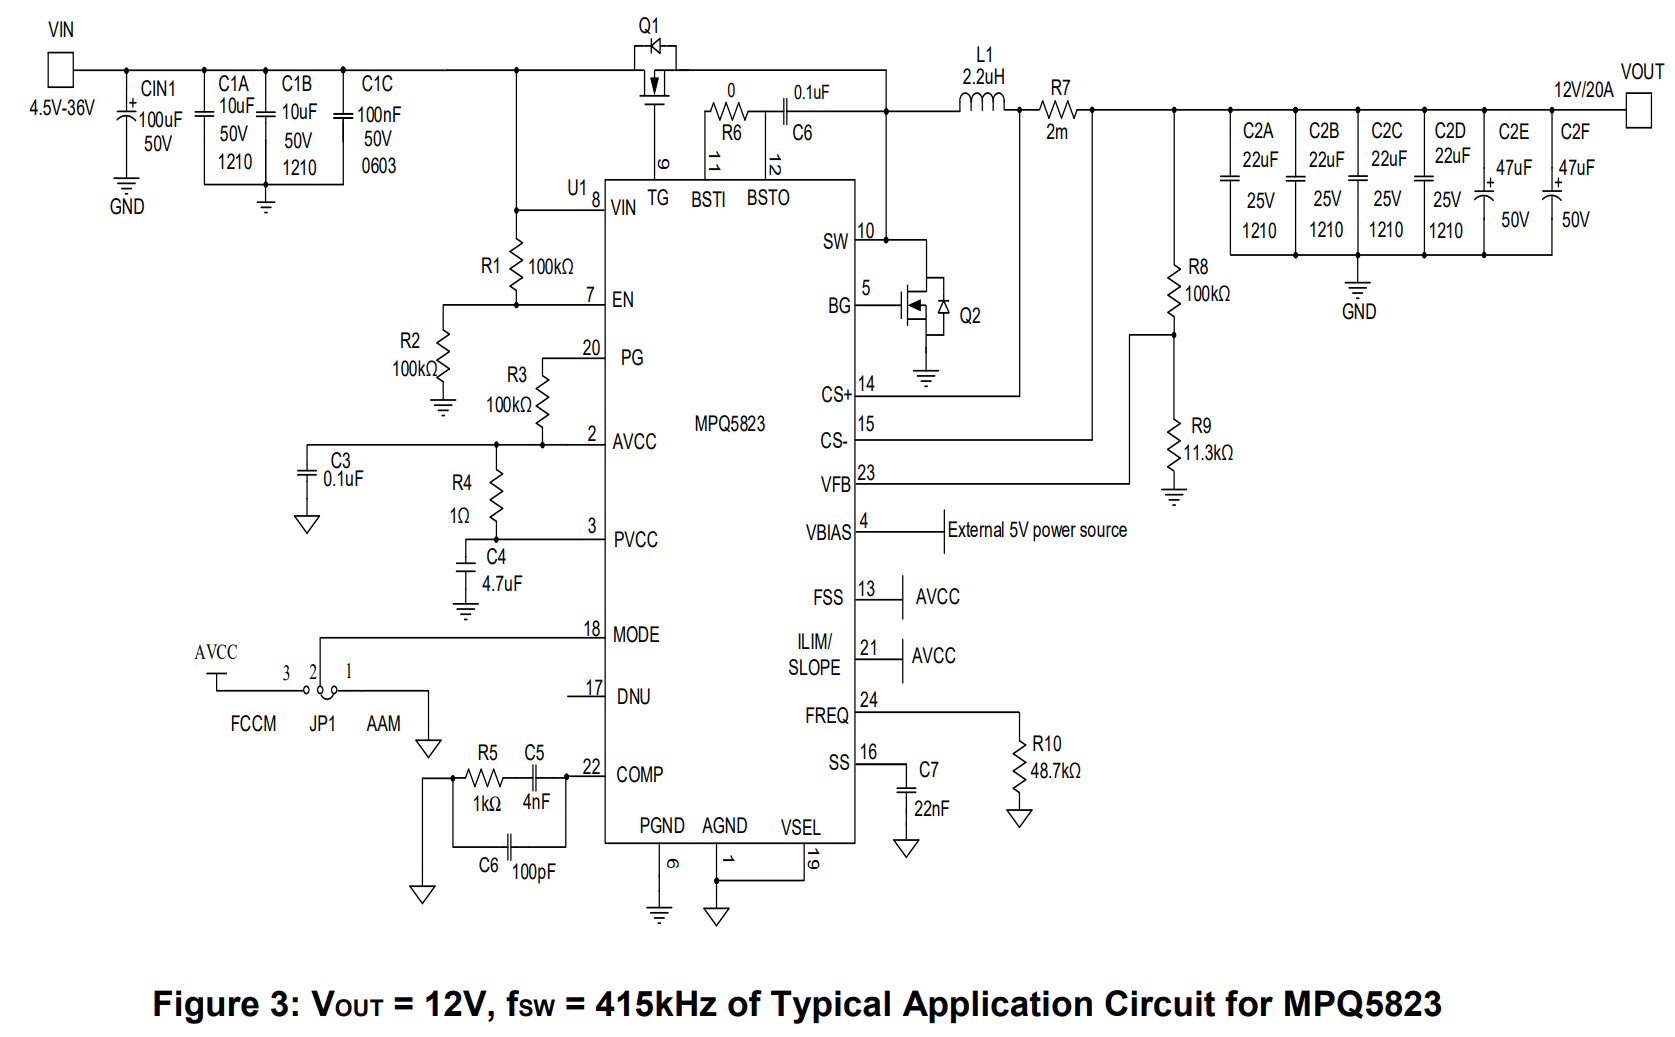 VIN
4.5V-36V
CIN1
100uF
50V
GND
C1A
10uF
50V
1210
C1B
10uF
50V
1210
C1C
100nF
50V
0603
Q1
0
R6
0.1uF
C6
L1
2.2uH
R7
2m
12V/20A
VOUT
C2A
22uF
25V
1210
C2B
22uF
25V
1210
C2C
22uF
25V
1210
C2D
22uF
25V
1210
C2E
47uF
50V
C2F
47uF
50V
GND
R8
100kΩ
R9
11.3kΩ
U1
9
TG
11
BSTI
12
BSTO
8
VIN
R1
100kΩ
7
EN
R2
100kΩ
20
PG
R3
100kΩ
2
AVCC
C3
0.1uF
R4
1Ω
3
PVCC
C4
4.7uF
18
MODE
AVCC
3
2
1
FCCM
JP1
AAM
17
DNU
22
COMP
R5
1kΩ
C5
4nF
C6
100pF
MPQ5823
SW
10
BG
5
Q2
CS+
14
CS-
15
VFB
23
VBIAS
4
External 5V power source
FSS
13
AVCC
ILIM/
SLOPE
21
AVCC
FREQ
24
R10
48.7kΩ
SS
16
C7
22nF
PGND
6
AGND
1
VSEL
19
Figure 3: VOUT = 12V, fSW = 415kHz of Typical Application Circuit for MPQ5823